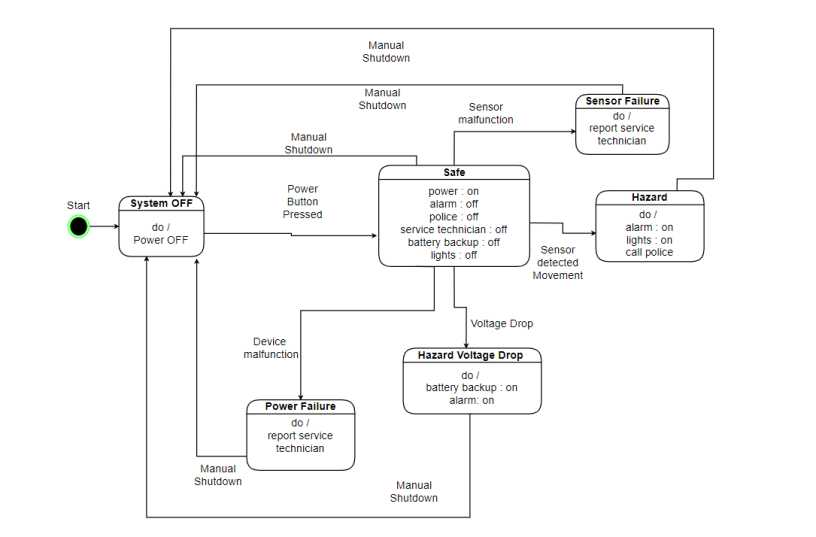 Manual
Shutdown
Manual
Shutdown
Sensor
malfunction
Sensor Failure
do /
report service
technician
Manual
Shutdown
Safe
power : on
alarm : off
police : off
service technician : off
battery backup : off
lights : off
Power
Button
Pressed
Start
System OFF
do /
Power OFF
Hazard
do /
alarm : on
lights : on
call police
Sensor
detected
Movement
Voltage Drop
Device
malfunction
Hazard Voltage Drop
do /
battery backup : on
alarm: on
Power Failure
do /
report service
technician
Manual
Shutdown
Manual
Shutdown